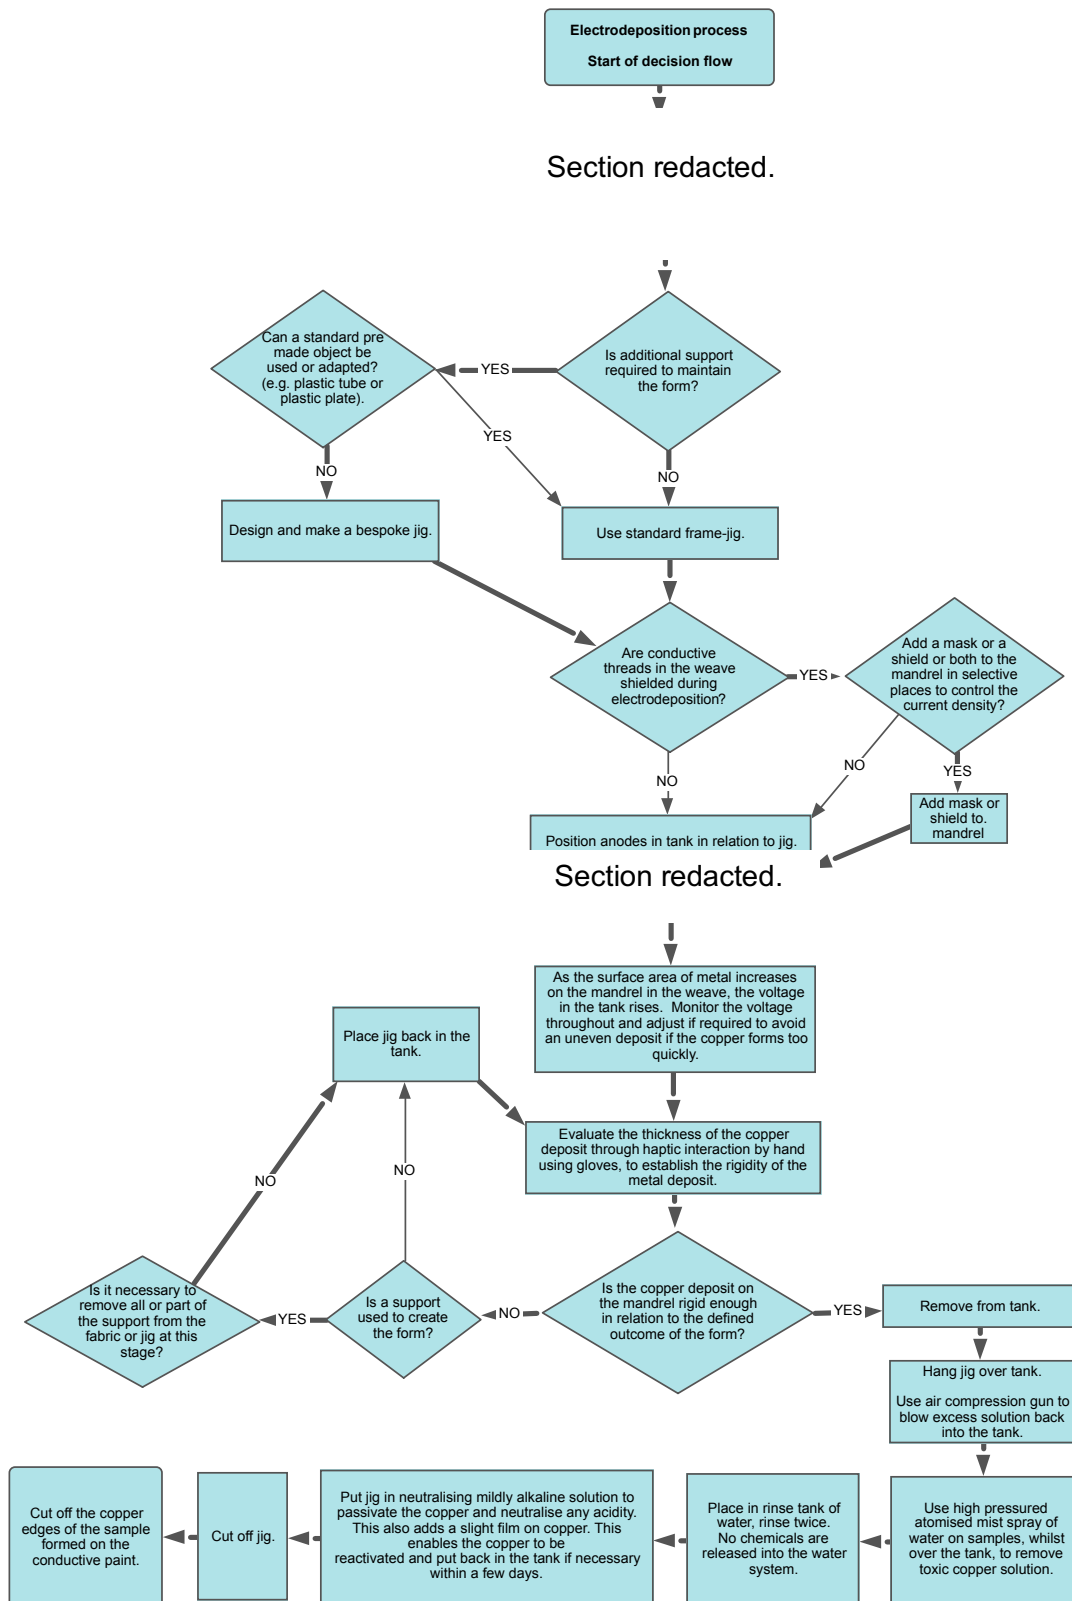 Electrodeposition process
Start of decision flow
Section redacted.
Can a standard pre
made object be
used or adapted?
(e.g. plastic tube or
plastic plate).
YES
Is additional support
required to maintain
the form?
YES
NO
NO
Design and make a bespoke jig.
Use standard frame-jig.
Are conductive
threads in the weave
shielded during
electrodeposition?
YES
Add a mask or a
shield or both to the
mandrel in selective
places to control the
current density?
NO
NO
YES
Add mask or
shield to.
mandrel
Position anodes in tank in relation to jig.
Section redacted.
As the surface area of metal increases
on the mandrel in the weave, the voltage
in the tank rises. Monitor the voltage
throughout and adjust if required to avoid
an uneven deposit if the copper forms too
quickly.
Place jig back in the
tank.
Evaluate the thickness of the copper
deposit through haptic interaction by hand
using gloves, to establish the rigidity of the
metal deposit.
NO
NO
Is it necessary to
remove all or part of
the support from the
fabric or jig at this
stage?
YES
Is a support
used to create
the form?
NO
Is the copper deposit on
the mandrel rigid enough
in relation to the defined
outcome of the form?
YES
Remove from tank.
Hang jig over tank.
Use air compression gun to
blow excess solution back
into the tank.
Cut off the copper
edges of the sample
formed on the
conductive paint.
Cut off jig.
Put jig in neutralising mildly alkaline solution to
passivate the copper and neutralise any acidity.
This also adds a slight film on copper. This
enables the copper to be
reactivated and put back in the tank if necessary
within a few days.
Place in rinse tank of
water, rinse twice.
No chemicals are
released into the water
system.
Use high pressured
atomised mist spray of
water on samples, whilst
over the tank, to remove
toxic copper solution.